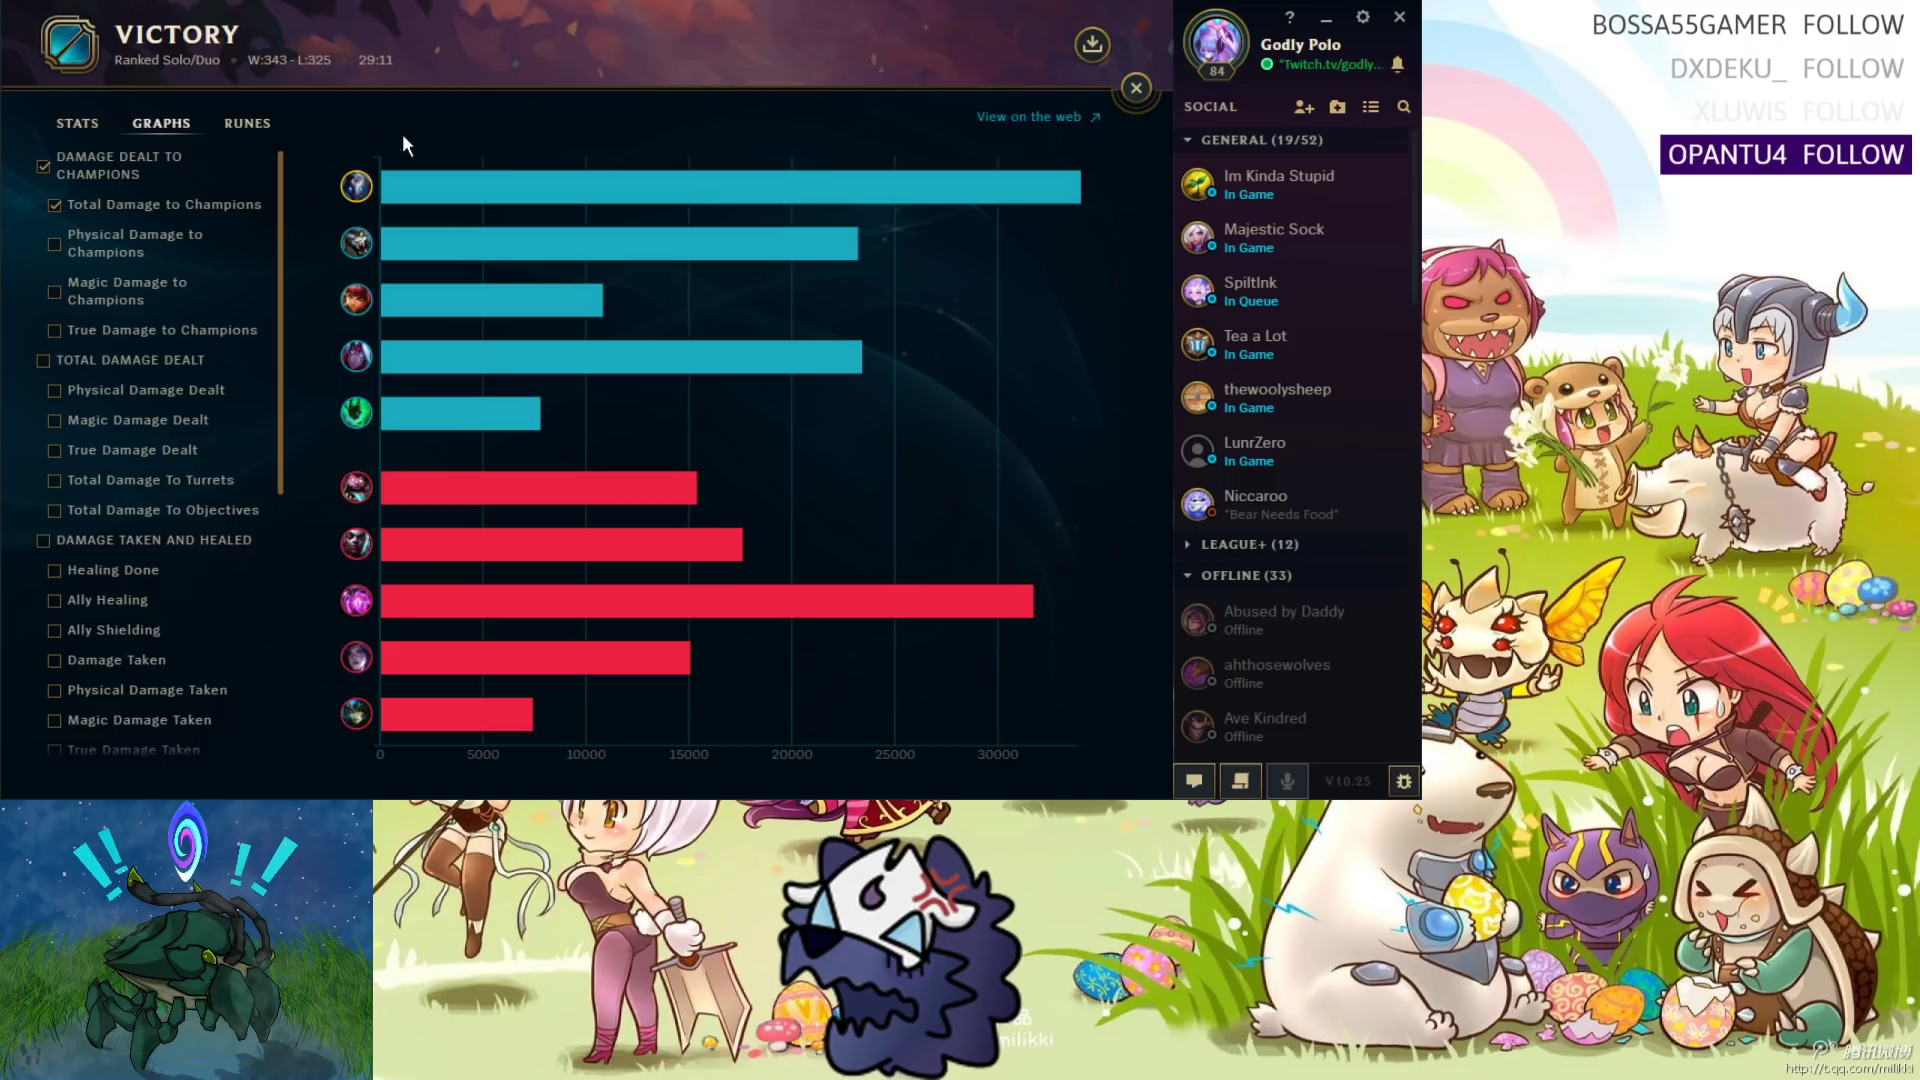 VICTORY
Ranked Solo/Duo • W:343 - L:325 • 29:11
STATS GRAPHS RUNES
View on the web
DAMAGE DEALT TO
CHAMPIONS
Total Damage to Champions
Physical Damage to
Champions
Magic Damage to
Champions
True Damage to Champions
TOTAL DAMAGE DEALT
Physical Damage Dealt
Magic Damage Dealt
True Damage Dealt
Total Damage To Turrets
Total Damage To Objectives
DAMAGE TAKEN AND HEALED
Healing Done
Ally Healing
Ally Shielding
Damage Taken
Physical Damage Taken
Magic Damage Taken
True Damage Taken
0 5000 10000 15000 20000 25000 30000
?
Godly Polo
"Twitch.tv/godly...
84
SOCIAL
GENERAL (19/52)
Im Kinda Stupid
In Game
Majestic Sock
In Game
SpiltInk
In Queue
Tea a Lot
In Game
thewoolysheep
In Game
LunrZero
In Game
Niccaroo
"Bear Needs Food"
LEAGUE+ (12)
OFFLINE (33)
Abused by Daddy
Offline
ahthosewolves
Offline
Ave Kindred
Offline
V10.25
BOSSA55GAMER FOLLOW
DXDEKU_ FOLLOW
XLUWIS FOLLOW
OPANTU4 FOLLOW
milikki
腾讯微博
http://t.qq.com/milikki